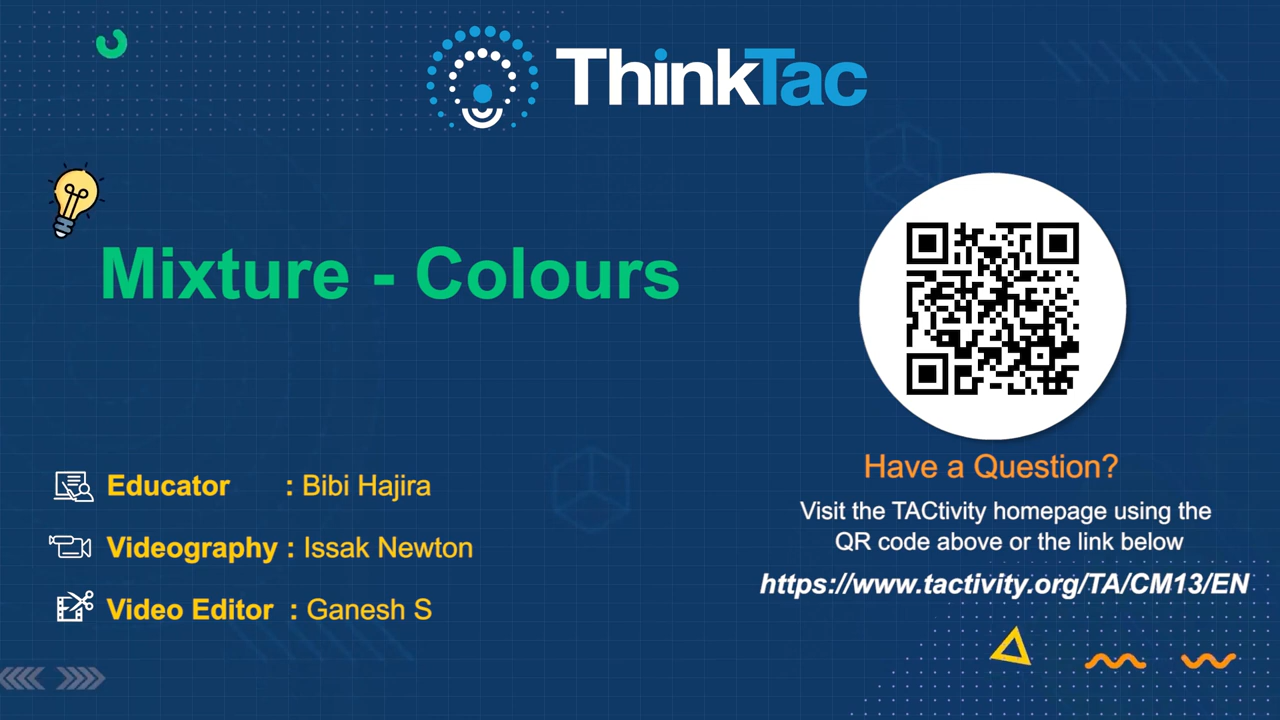 ThinkTac
Mixture - Colours
Educator : Bibi Hajira
Videography : Issak Newton
Video Editor : Ganesh S
Have a Question?
Visit the TACtivity homepage using the
QR code above or the link below
https://www.tactivity.org/TA/CM13/EN